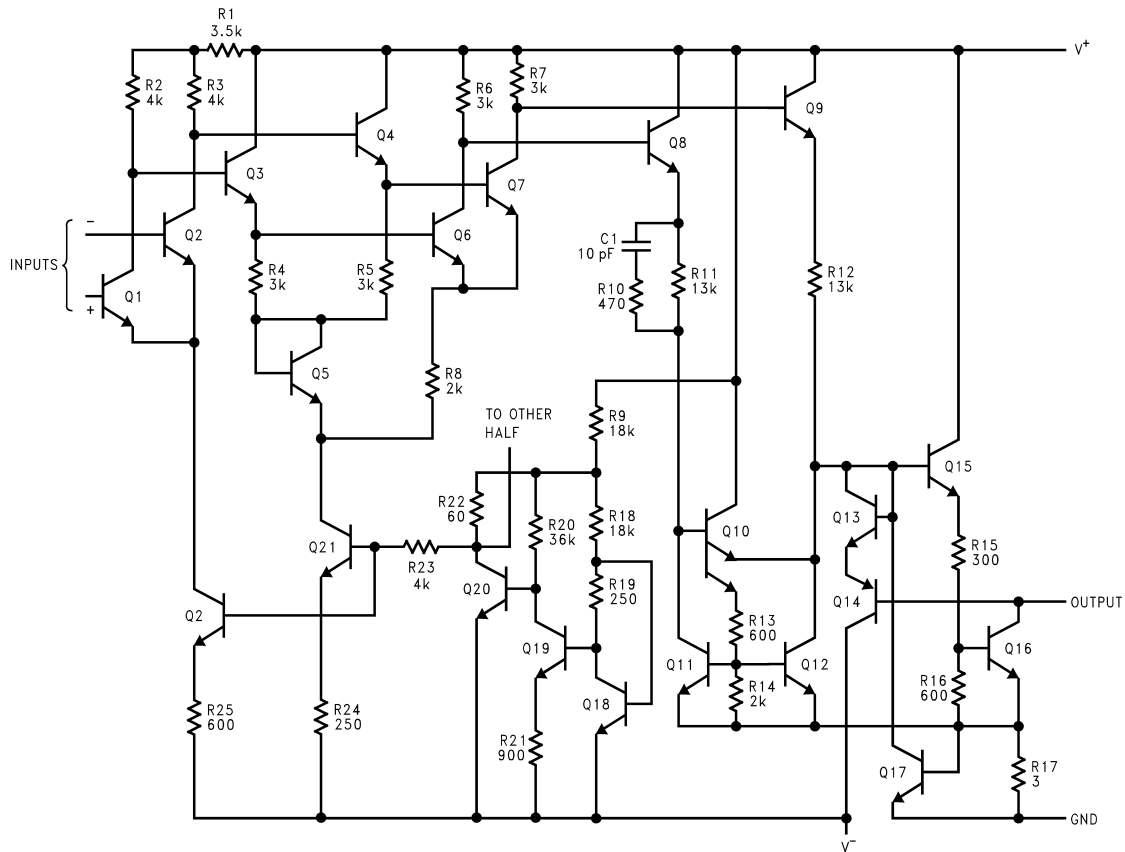 R1
3.5k
V+
R2
4k
R3
4k
R6
3k
R7
3k
Q4
Q9
Q8
Q3
Q7
−
Q2
Q6
INPUTS
C1
10 pF
R4
3k
R5
3k
R11
13k
R12
13k
R10
470
+
Q1
Q5
R8
2k
TO OTHER
HALF
R9
18k
Q15
R22
60
R20
36k
R18
18k
Q13
Q10
Q21
R23
4k
Q20
R19
250
R15
300
Q14
OUTPUT
Q2
R13
600
Q19
Q11
Q12
Q16
R14
2k
R16
600
Q18
R25
600
R24
250
R21
900
Q17
R17
3
GND
V−